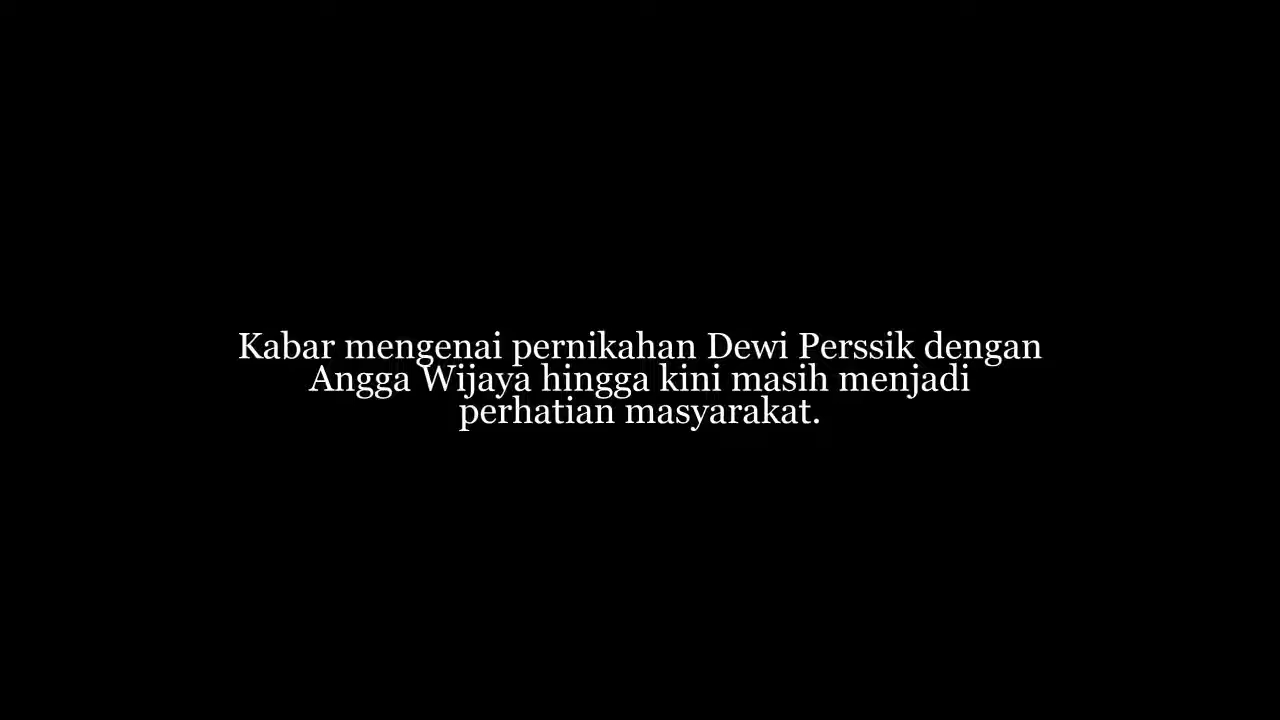 Kabar mengenai pernikahan Dewi Perssik dengan
Angga Wijaya hingga kini masih menjadi
perhatian masyarakat.